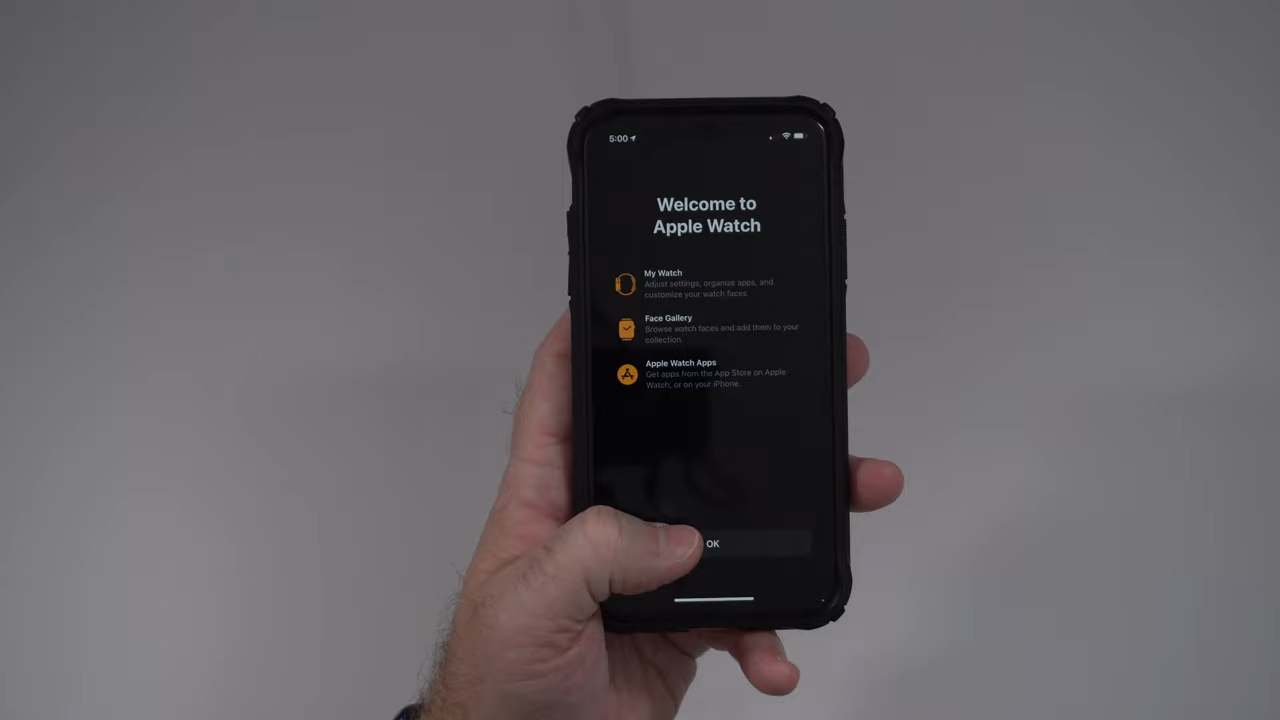 5:00
Welcome to
Apple Watch
My Watch
Adjust settings, organize apps, and
customize your watch faces.
Face Gallery
Browse watch faces and add them to your
collection.
Apple Watch Apps
Get apps from the App Store on Apple
Watch, or on your iPhone.
OK